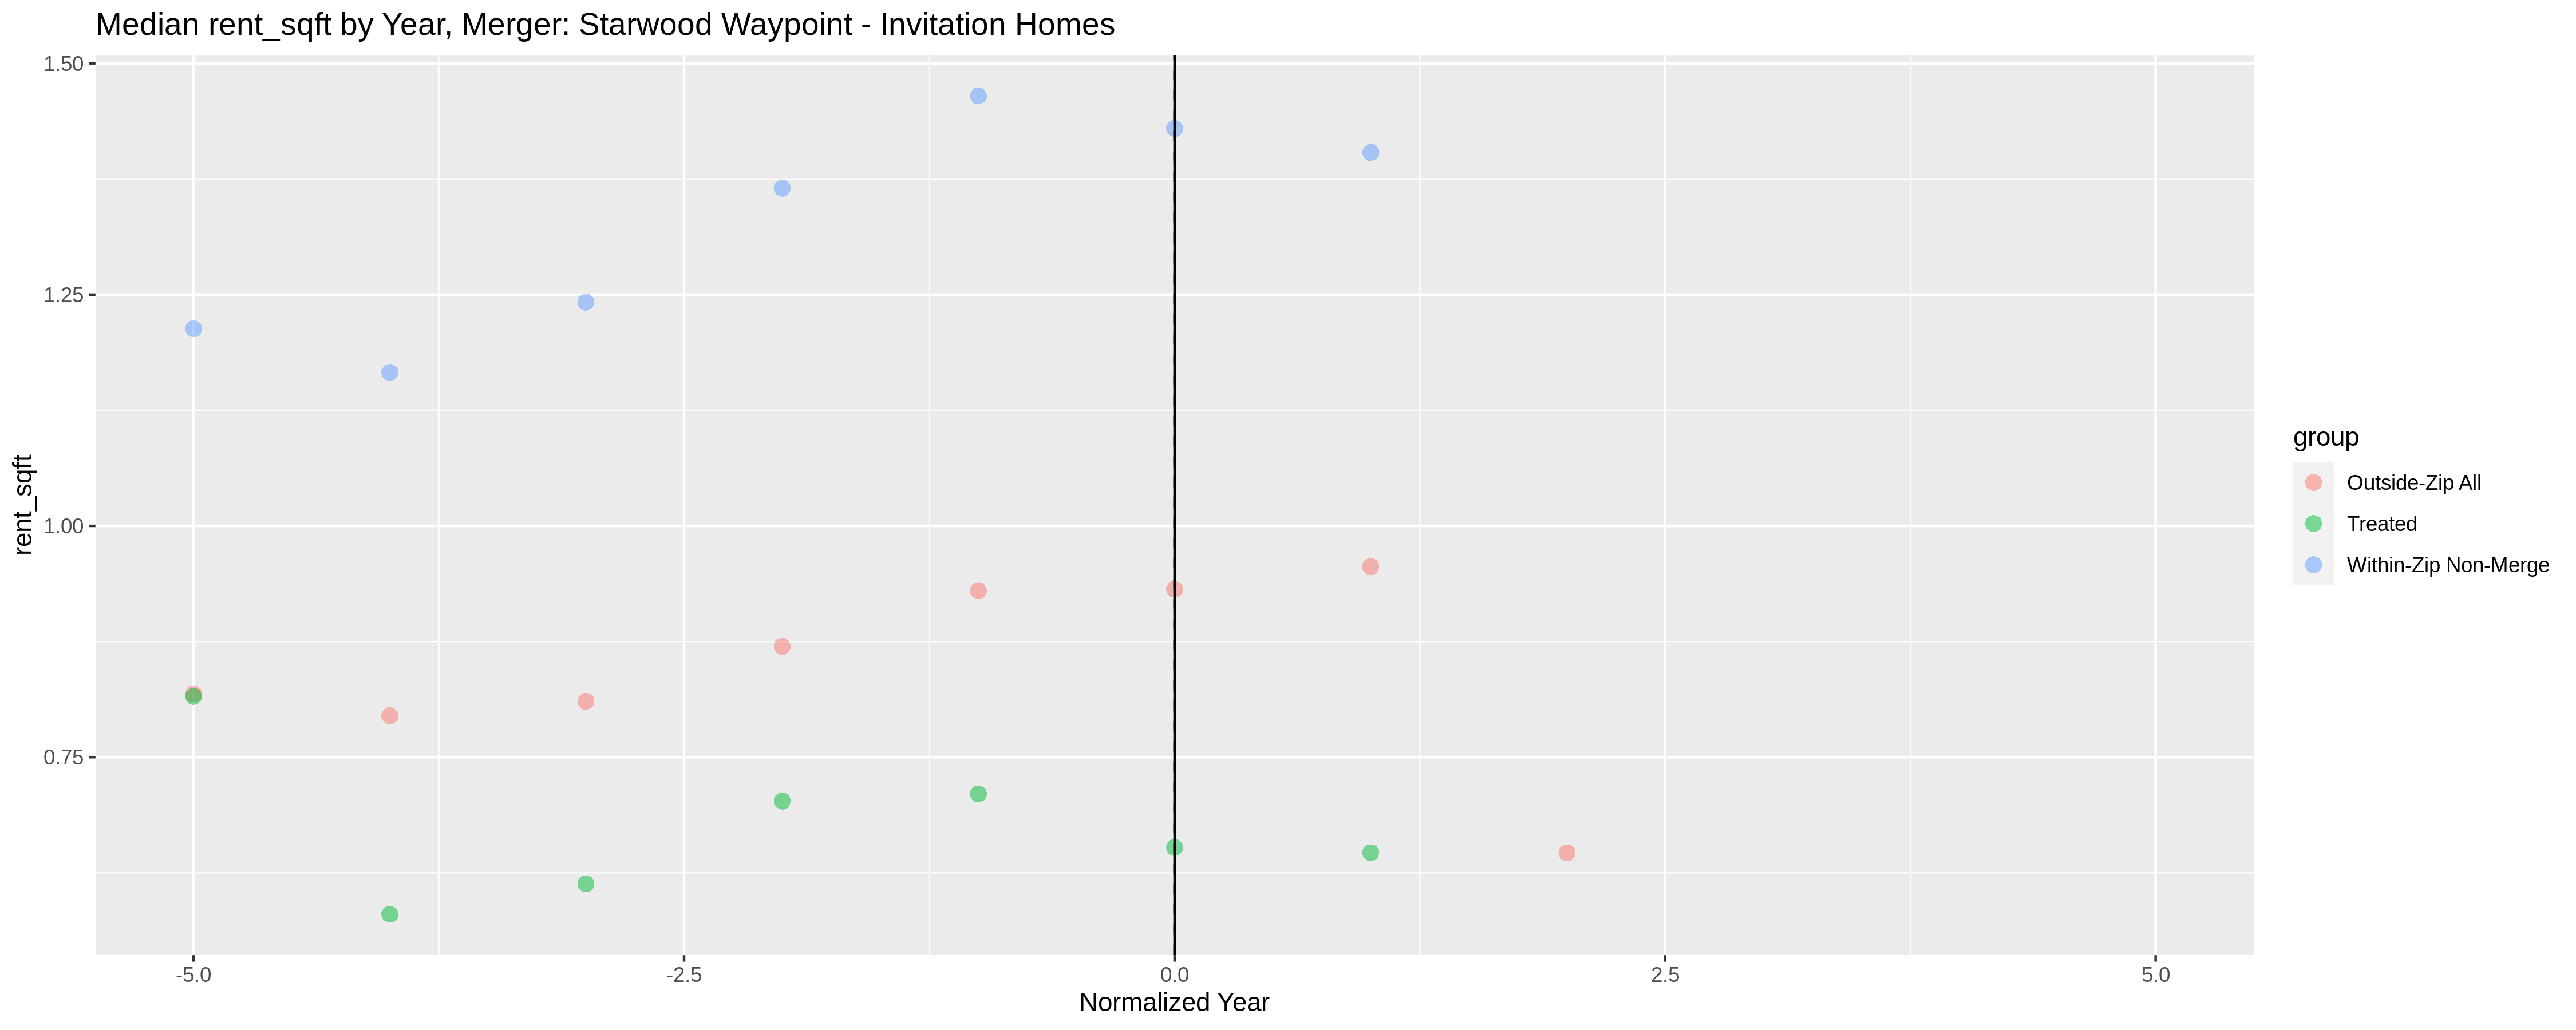 Median rent_sqft by Year, Merger: Starwood Waypoint - Invitation Homes
1.50
1.25
1.00
0.75
rent_sqft
-5.0
-2.5
0.0
2.5
5.0
Normalized Year
group
Outside-Zip All
Treated
Within-Zip Non-Merge